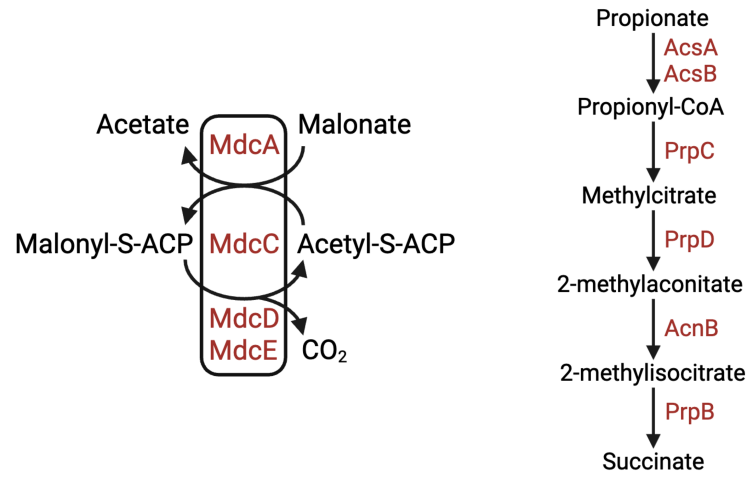 Acetate
MdcA
Malonate
Malonyl-S-ACP
MdcC
Acetyl-S-ACP
MdcD
MdcE
CO₂
Propionate
AcsA
AcsB
Propionyl-CoA
PrpC
Methylcitrate
PrpD
2-methylaconitate
AcnB
2-methylisocitrate
PrpB
Succinate